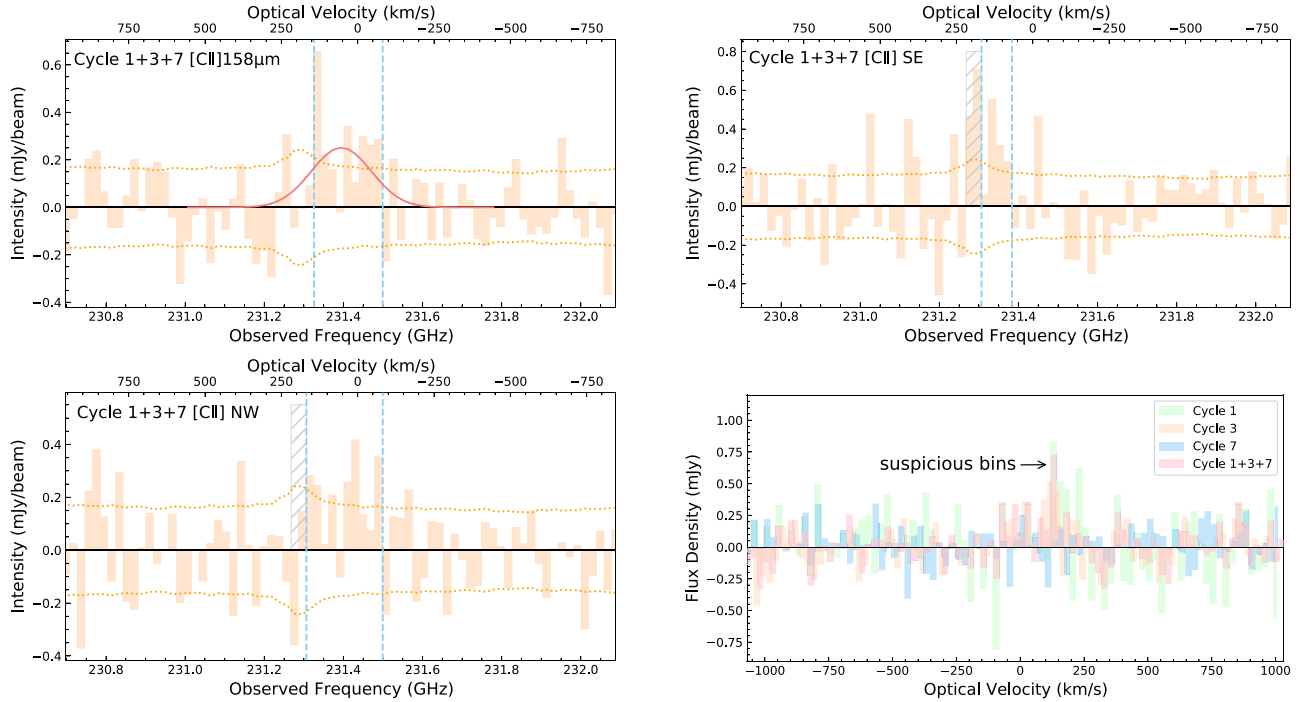 Optical Velocity (km/s)
750 500 250 0 −250 −500 −750
Cycle 1+3+7 [CII]158μm
Intensity (mJy/beam)
0.6
0.4
0.2
0.0
−0.2
−0.4
230.8 231.0 231.2 231.4 231.6 231.8 232.0
Observed Frequency (GHz)
Optical Velocity (km/s)
750 500 250 0 −250 −500 −750
Cycle 1+3+7 [CII] SE
Intensity (mJy/beam)
0.8
0.6
0.4
0.2
0.0
−0.2
−0.4
230.8 231.0 231.2 231.4 231.6 231.8 232.0
Observed Frequency (GHz)
Optical Velocity (km/s)
750 500 250 0 −250 −500 −750
Cycle 1+3+7 [CII] NW
Intensity (mJy/beam)
0.4
0.2
0.0
−0.2
−0.4
230.8 231.0 231.2 231.4 231.6 231.8 232.0
Observed Frequency (GHz)
Cycle 1
Cycle 3
Cycle 7
Cycle 1+3+7
suspicious bins
Flux Density (mJy)
1.00
0.75
0.50
0.25
0.00
−0.25
−0.50
−0.75
−1000 −750 −500 −250 0 250 500 750 1000
Optical Velocity (km/s)